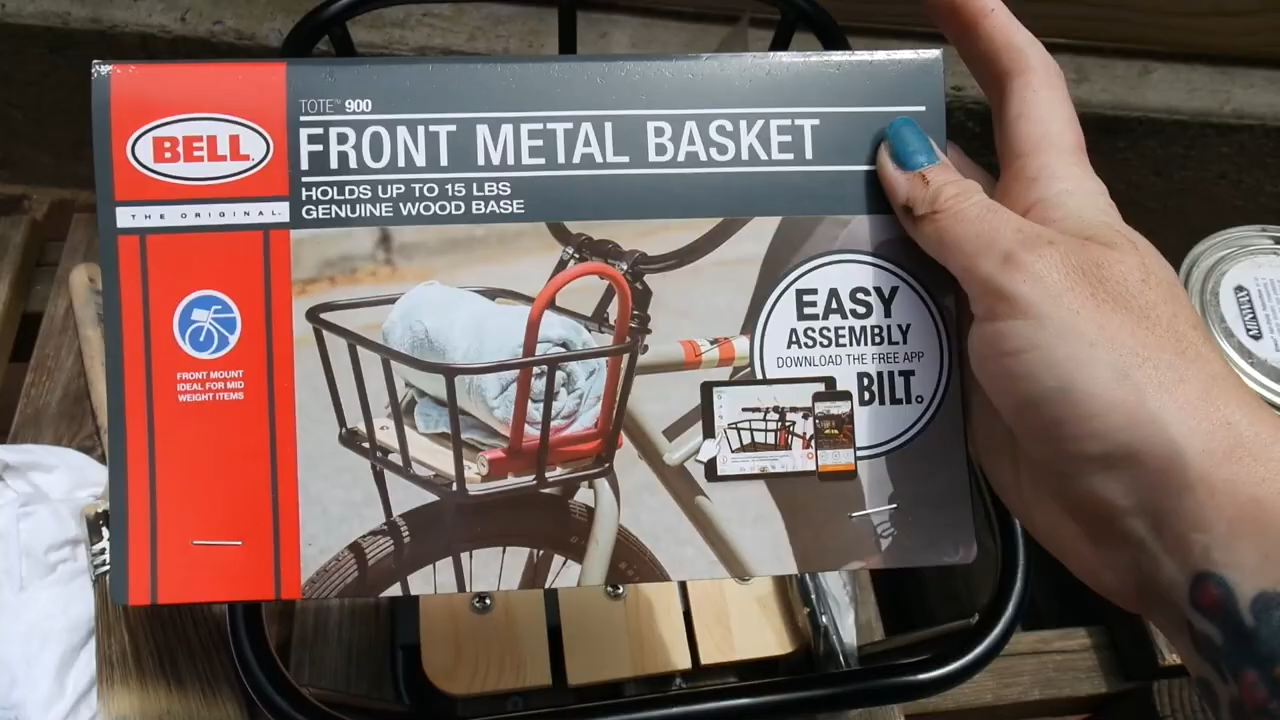 BELL
THE ORIGINAL.
FRONT MOUNT
IDEAL FOR MID
WEIGHT ITEMS
TOTE™ 900
FRONT METAL BASKET
HOLDS UP TO 15 LBS
GENUINE WOOD BASE
EASY
ASSEMBLY
DOWNLOAD THE FREE APP
BILT
MINWAX